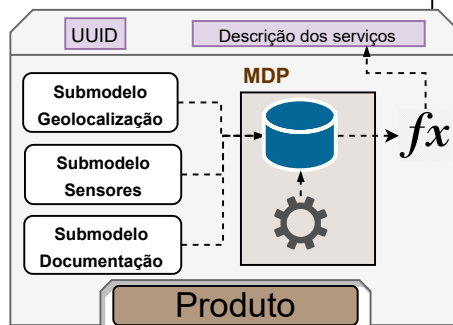 UUID
Descrição dos serviços
MDP
Submodelo
Geolocalização
Submodelo
Sensores
Submodelo
Documentação
fx
Produto